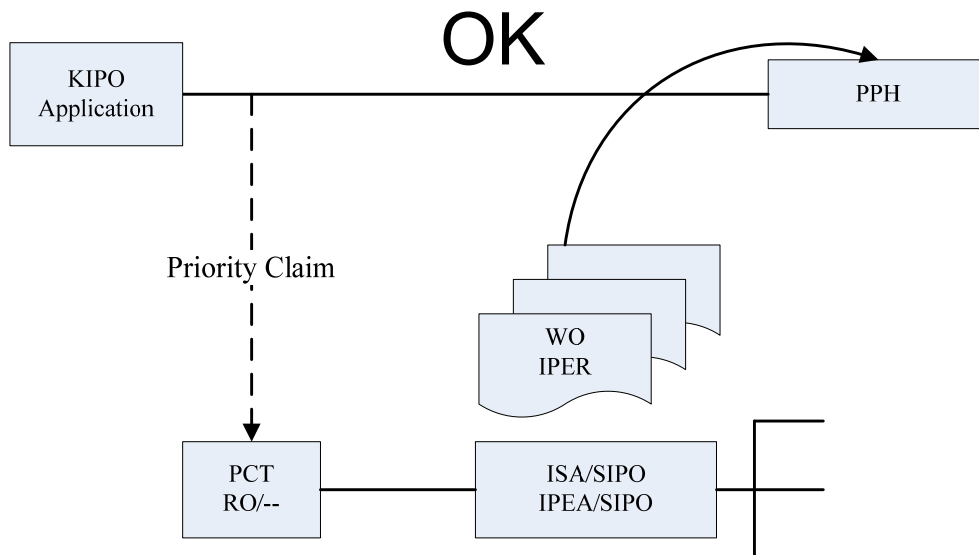 OK
KIPO
Application
PPH
Priority Claim
WO
IPER
PCT
RO/--
ISA/SIPO
IPEA/SIPO